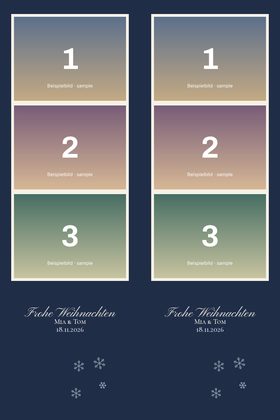 1
Beispielbild · sample
2
Beispielbild · sample
3
Beispielbild · sample
Frohe Weihnachten
Mia & Tom
18.11.2026
1
Beispielbild · sample
2
Beispielbild · sample
3
Beispielbild · sample
Frohe Weihnachten
Mia & Tom
18.11.2026